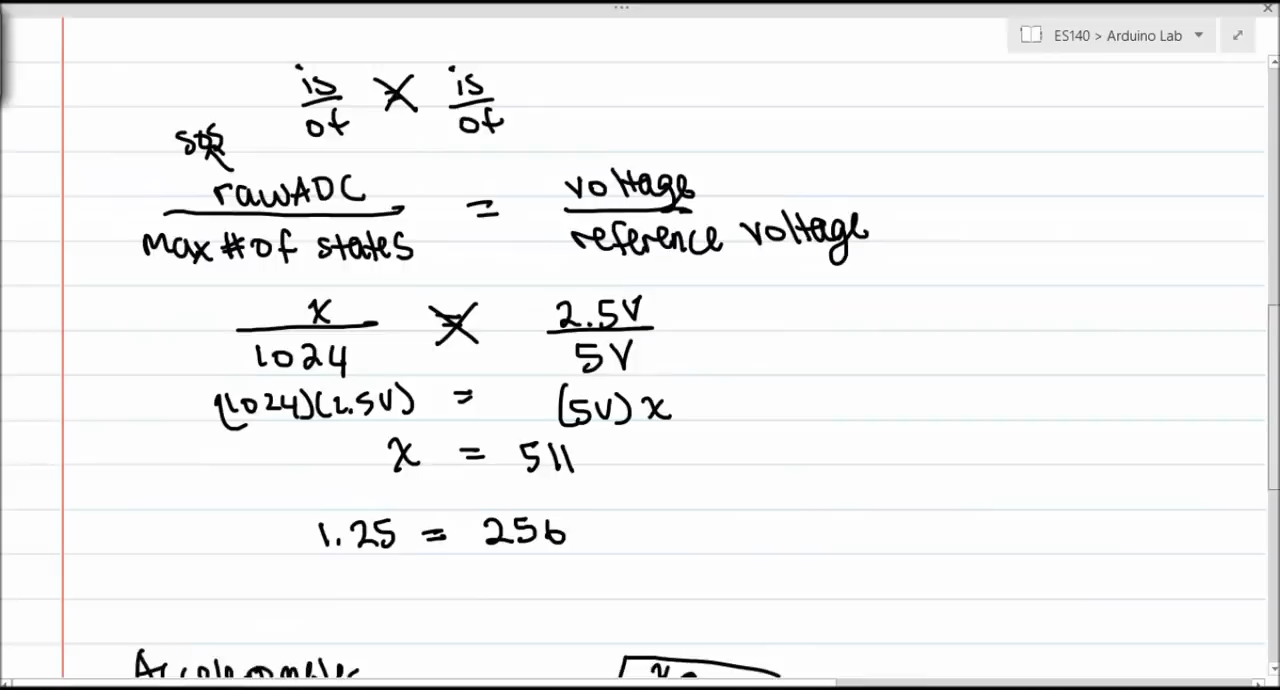 ES140 > Arduino Lab
is/of × is/of
rawADC / Max # of states = voltage / reference voltage
x / 1024 = 2.5V / 5V
(1024)(2.5V) = (5V) x
x = 511
1.25 = 256